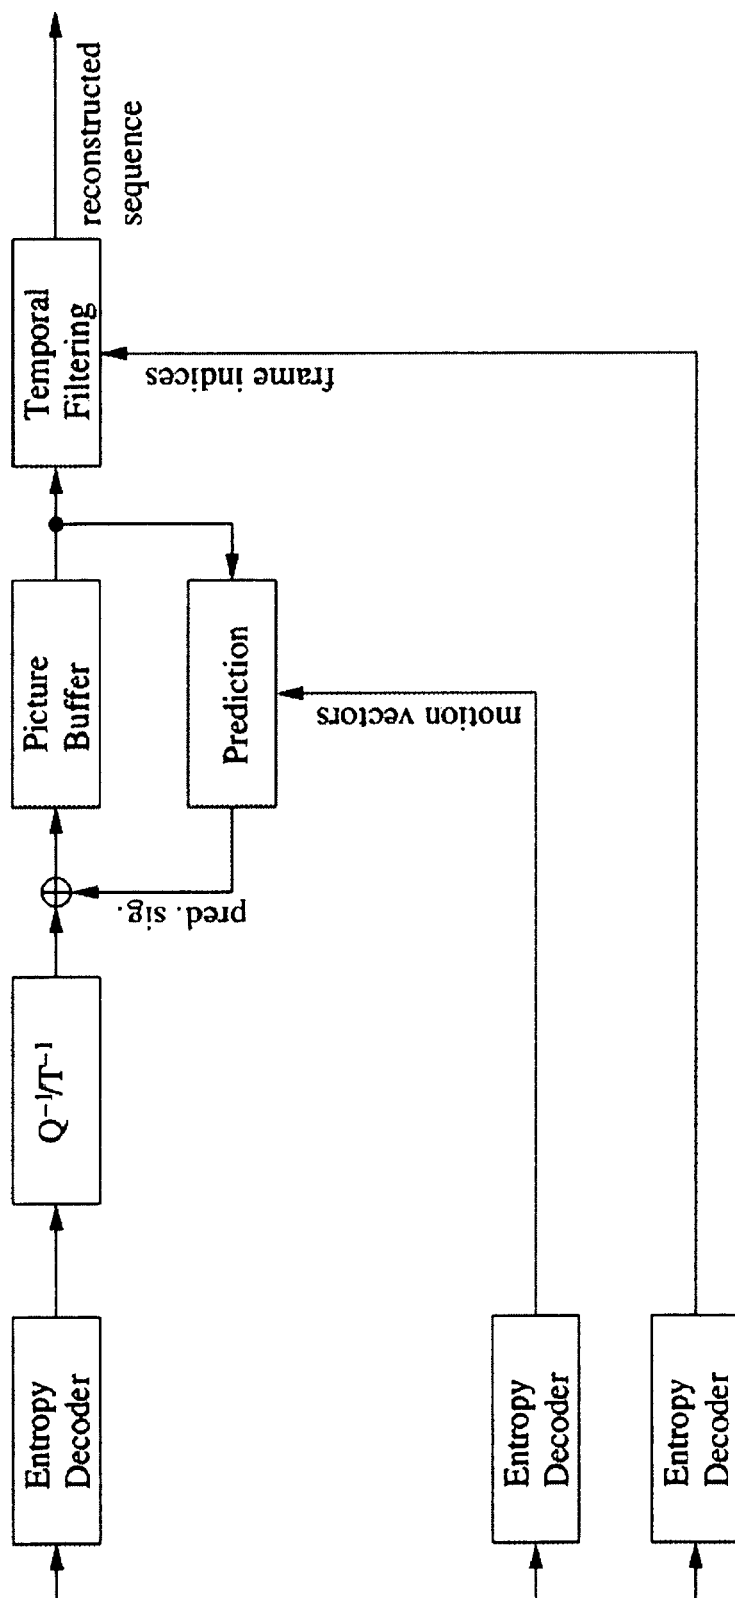 Entropy
Decoder
Q⁻¹/T⁻¹
Picture
Buffer
Temporal
Filtering
reconstructed
sequence
pred. sig.
Prediction
frame indices
motion vectors
Entropy
Decoder
Entropy
Decoder